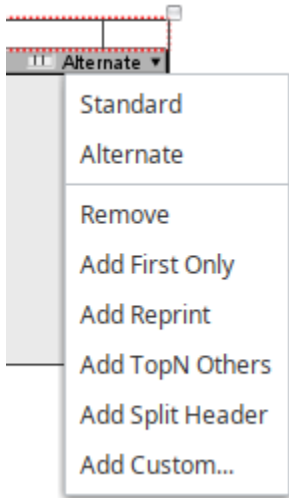 Alternate
Standard
Alternate
Remove
Add First Only
Add Reprint
Add TopN Others
Add Split Header
Add Custom...